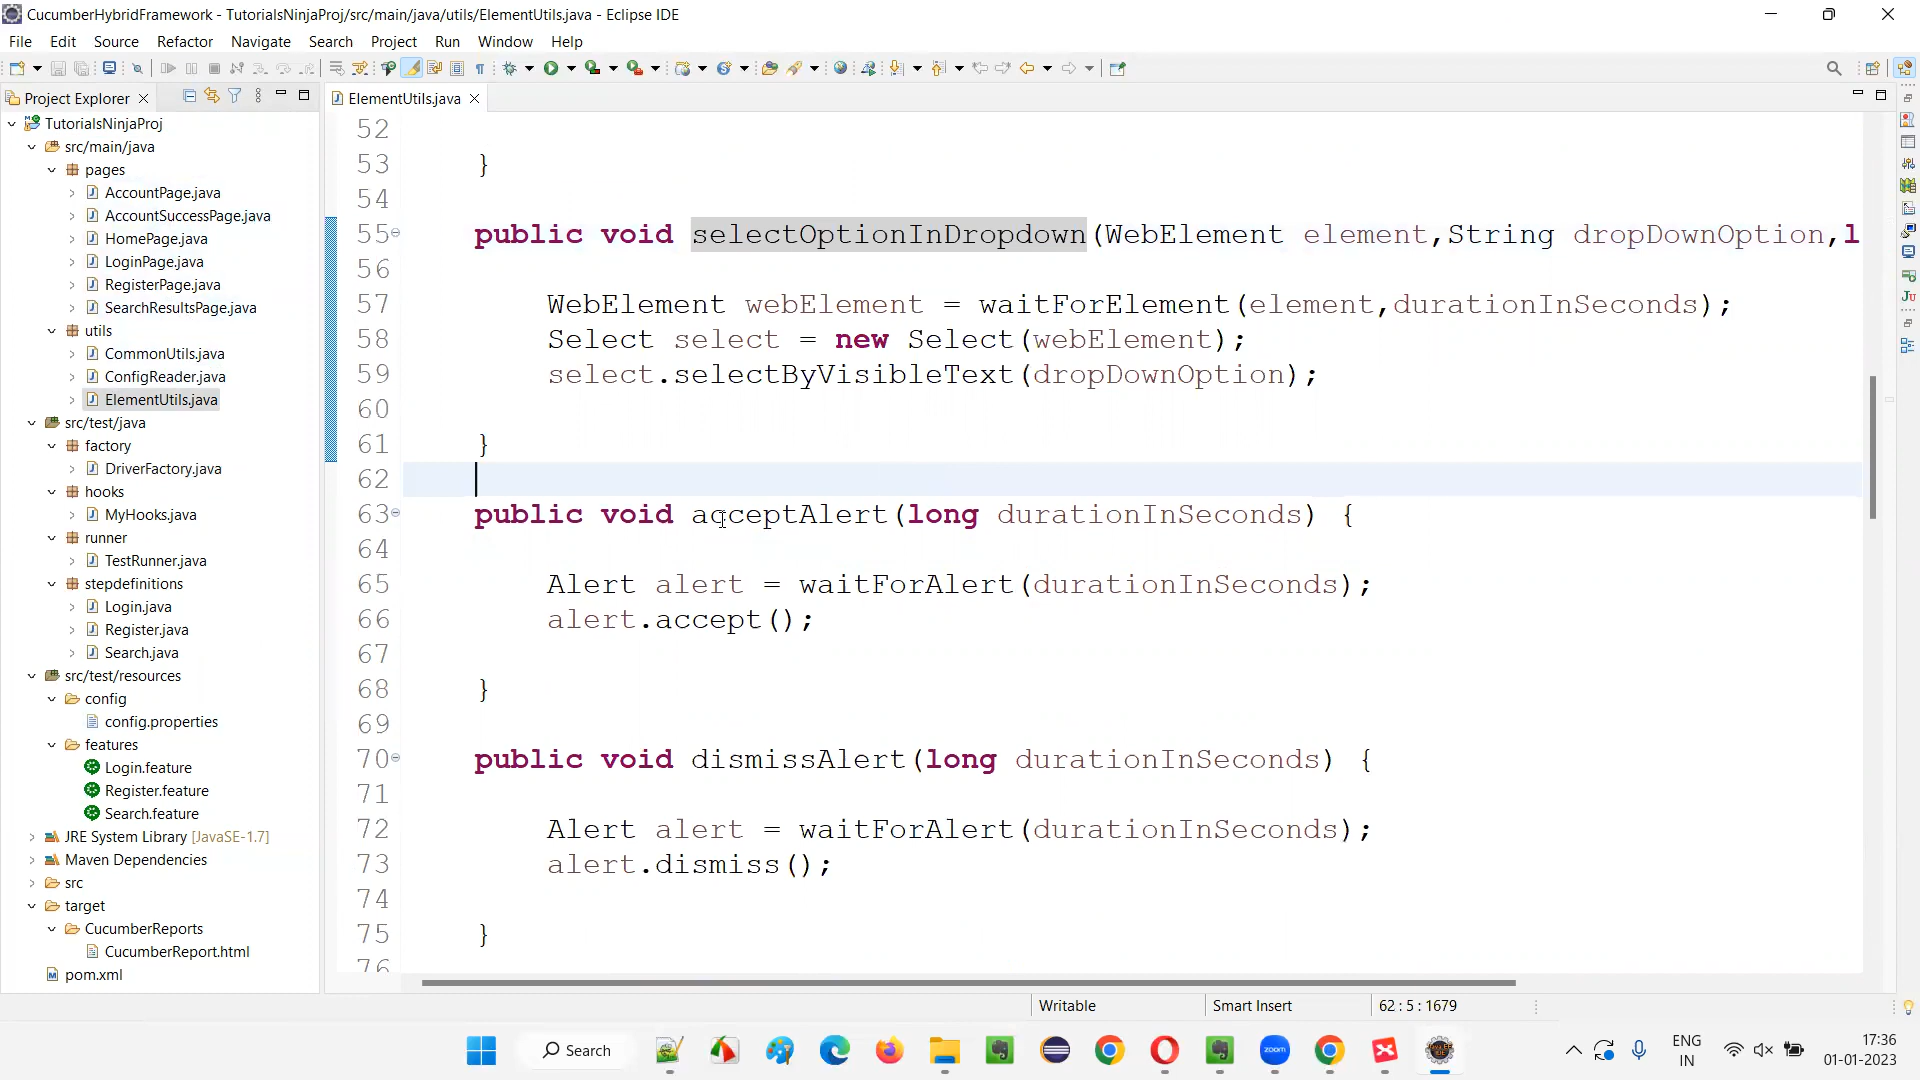 CucumberHybridFramework - TutorialsNinjaProj/src/main/java/utils/ElementUtils.java - Eclipse IDE
File Edit Source Refactor Navigate Search Project Run Window Help
Project Explorer
TutorialsNinjaProj
src/main/java
pages
AccountPage.java
AccountSuccessPage.java
HomePage.java
LoginPage.java
RegisterPage.java
SearchResultsPage.java
utils
CommonUtils.java
ConfigReader.java
ElementUtils.java
src/test/java
factory
DriverFactory.java
hooks
MyHooks.java
runner
TestRunner.java
stepdefinitions
Login.java
Register.java
Search.java
src/test/resources
config
config.properties
features
Login.feature
Register.feature
Search.feature
JRE System Library [JavaSE-1.7]
Maven Dependencies
src
target
CucumberReports
CucumberReport.html
pom.xml
ElementUtils.java
52
53 }
54
55 public void selectOptionInDropdown(WebElement element,String dropDownOption,l
56
57 WebElement webElement = waitForElement(element,durationInSeconds);
58 Select select = new Select(webElement);
59 select.selectByVisibleText(dropDownOption);
60
61 }
62
63 public void acceptAlert(long durationInSeconds) {
64
65 Alert alert = waitForAlert(durationInSeconds);
66 alert.accept();
67
68 }
69
70 public void dismissAlert(long durationInSeconds) {
71
72 Alert alert = waitForAlert(durationInSeconds);
73 alert.dismiss();
74
75 }
76
Writable Smart Insert 62 : 5 : 1679
Search
zoom
ENG
IN
17:36
01-01-2023